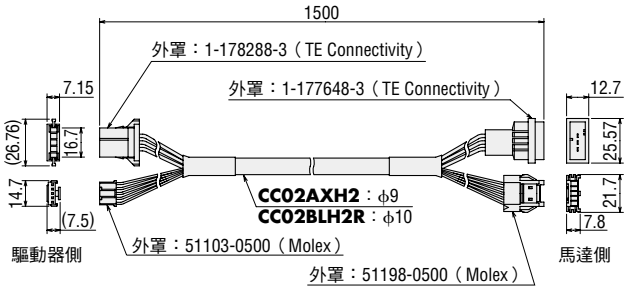 1500
外罩：1-178288-3（TE Connectivity）
7.15
外罩：1-177648-3（TE Connectivity）
12.7
(26.76)
16.7
25.57
14.7
CC02AXH2：φ9
CC02BLH2R：φ10
21.7
(7.5)
7.8
外罩：51103-0500（Molex）
驅動器側
馬達側
外罩：51198-0500（Molex）